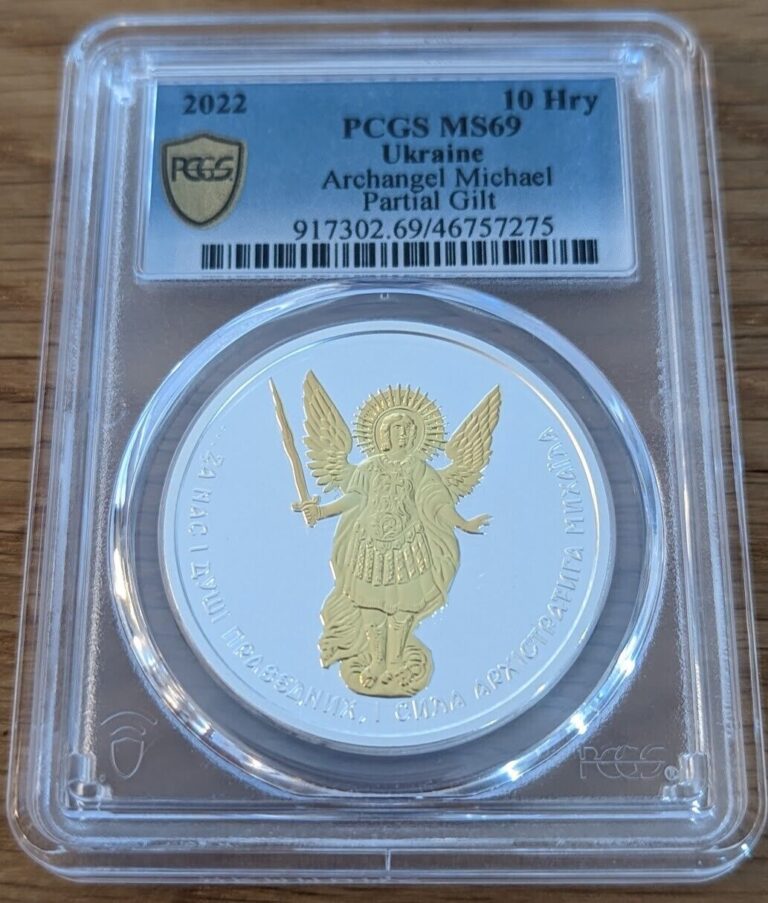 2022 10 Hry
PCGS MS69
PCGS Ukraine
Archangel Michael
Partial Gilt
917302.69/46757275
...ЗА НАС І ДУШІ ПРАВЕДНИХ, І СИЛА АРХІСТРАТИГА МИХАЇЛА
PCGS